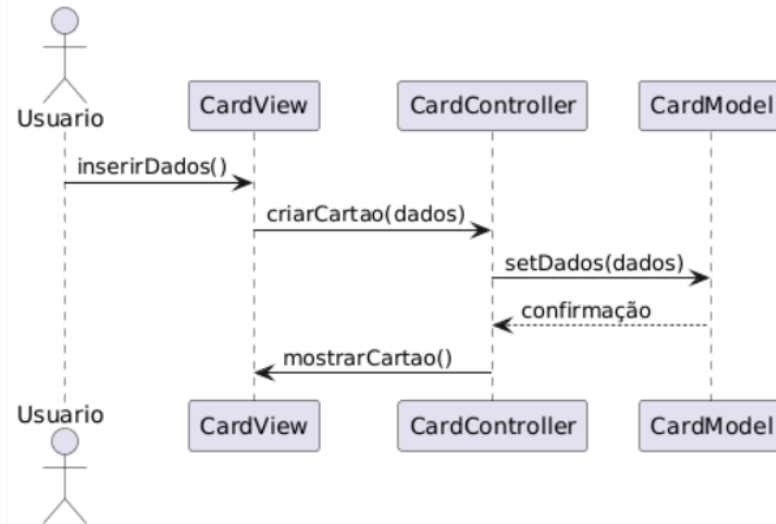 Usuario
CardView
CardController
CardModel
inserirDados()
criarCartao(dados)
setDados(dados)
confirmação
mostrarCartao()
Usuario
CardView
CardController
CardModel